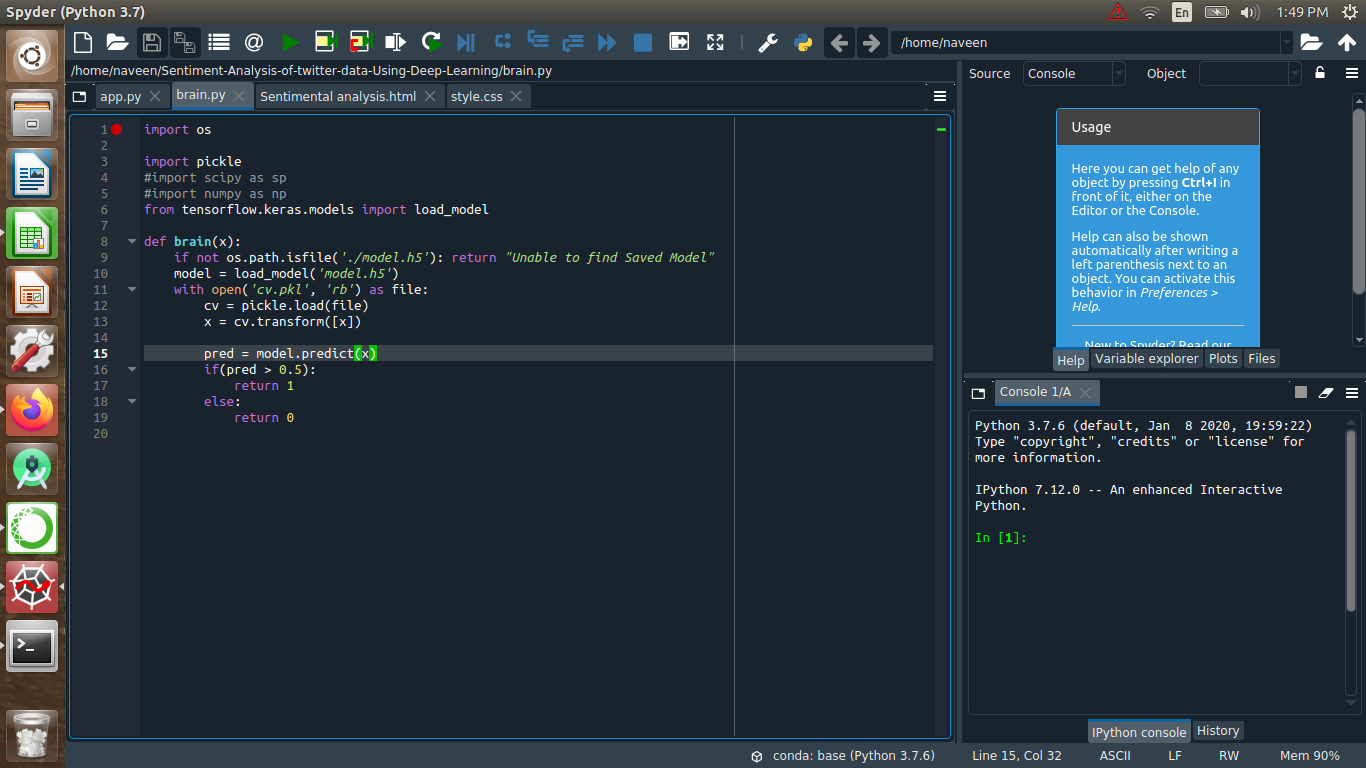 Spyder (Python 3.7)
En
1:49 PM
/home/naveen
/home/naveen/Sentiment-Analysis-of-twitter-data-Using-Deep-Learning/brain.py
app.py
brain.py
Sentimental analysis.html
style.css
1 import os
2
3 import pickle
4 #import scipy as sp
5 #import numpy as np
6 from tensorflow.keras.models import load_model
7
8 def brain(x):
9 if not os.path.isfile('./model.h5'): return "Unable to find Saved Model"
10 model = load_model('model.h5')
11 with open('cv.pkl', 'rb') as file:
12 cv = pickle.load(file)
13 x = cv.transform([x])
14
15 pred = model.predict(x)
16 if(pred > 0.5):
17 return 1
18 else:
19 return 0
20
Source Console Object
Usage
Here you can get help of any
object by pressing Ctrl+I in
front of it, either on the
Editor or the Console.
Help can also be shown
automatically after writing a
left parenthesis next to an
object. You can activate this
behavior in Preferences >
Help.
New to Spyder? Read our
Help Variable explorer Plots Files
Console 1/A
Python 3.7.6 (default, Jan  8 2020, 19:59:22)
Type "copyright", "credits" or "license" for
more information.
IPython 7.12.0 -- An enhanced Interactive
Python.
In [1]:
IPython console History
conda: base (Python 3.7.6) Line 15, Col 32 ASCII LF RW Mem 90%